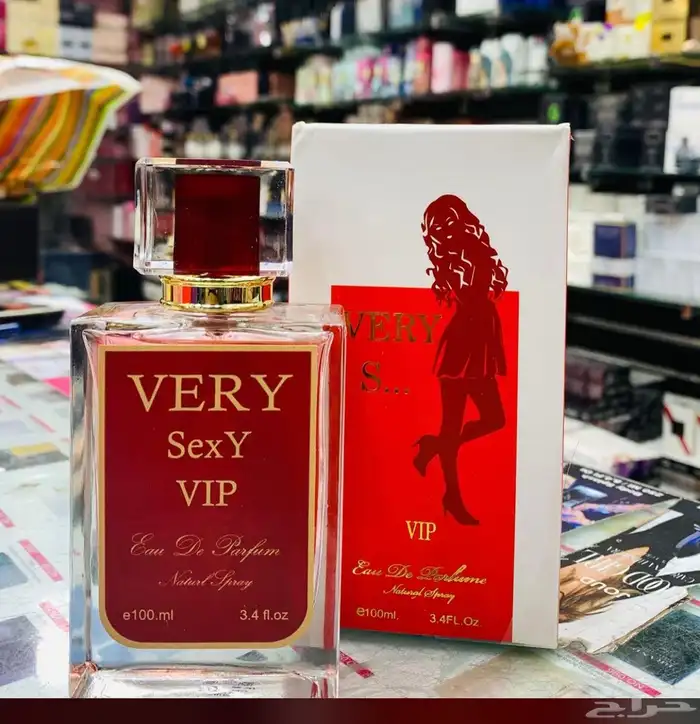 VERY
SexY
VIP
Eau De Parfum
Naturl Spray
e100.ml 3.4 fl.oz
VERY
S...
VIP
Eau De Parfume
Natural Spray
e100ml. 3.4FL.Oz
حراج